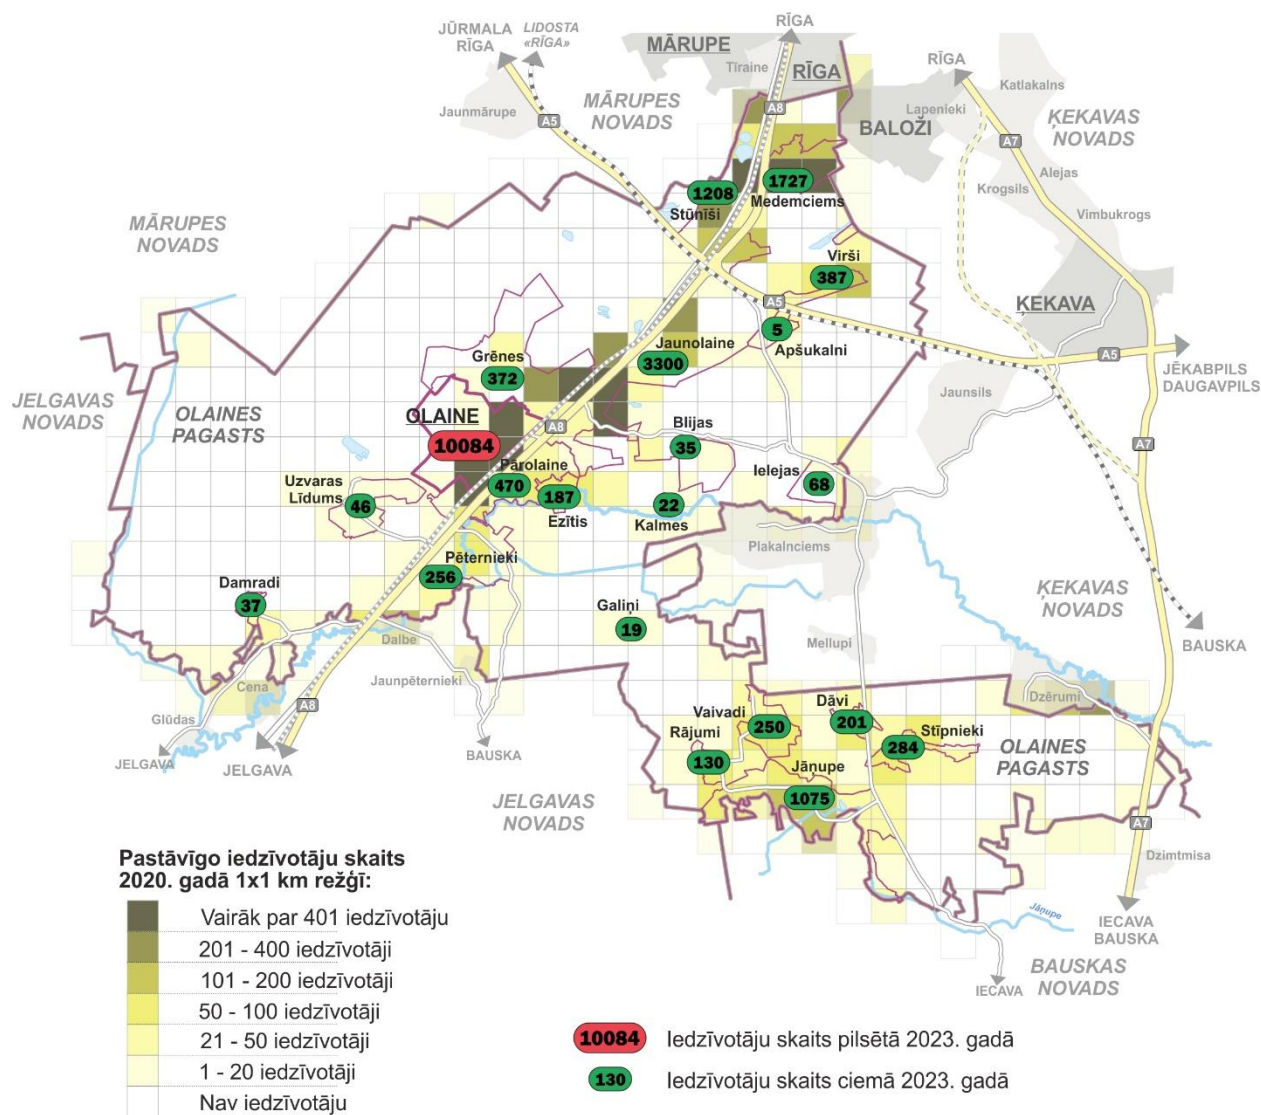 RĪGA
JŪRMALA
RĪGA
LIDOSTA
«RĪGA»
MĀRUPE
Tīraine
RĪGA
RĪGA
Katlakalns
MĀRUPES
NOVADS
Jaunmārupe
A8
A5
Lapenieki
BALOŽI
ĶEKAVAS
NOVADS
A7
Alejas
Krogsils
1208
Stūnīši
1727
Medemciems
Vimbukrogs
MĀRUPES
NOVADS
Virši
387
ĶEKAVA
A5
5
Apšukalni
Jaunolaine
3300
Grēnes
372
A5
JĒKABPILS
DAUGAVPILS
Jaunsils
JELGAVAS
NOVADS
OLAINES
PAGASTS
OLAINE
10084
A8
Blijas
35
A7
Pārolaine
470
187
Ezītis
Ielejas
68
Uzvaras
Līdums
46
22
Kalmes
Plakalnciems
Pēternieki
256
Damradi
37
Galiņi
19
ĶEKAVAS
NOVADS
BAUSKA
Dalbe
Mellupi
Jaunpēternieki
Cena
Glūdas
A8
Dzērumi
Vaivadi
250
Dāvi
201
Stīpnieki
284
Rājumi
130
Jāņupe
1075
OLAINES
PAGASTS
JELGAVA
JELGAVA
BAUSKA
JELGAVAS
NOVADS
A7
Dzimtmisa
Jāņupe
IECAVA
BAUSKA
BAUSKAS
NOVADS
IECAVA
Pastāvīgo iedzīvotāju skaits
2020. gadā 1x1 km režģī:
Vairāk par 401 iedzīvotāju
201 - 400 iedzīvotāji
101 - 200 iedzīvotāji
50 - 100 iedzīvotāji
21 - 50 iedzīvotāji
1 - 20 iedzīvotāji
Nav iedzīvotāju
10084 Iedzīvotāju skaits pilsētā 2023. gadā
130 Iedzīvotāju skaits ciemā 2023. gadā